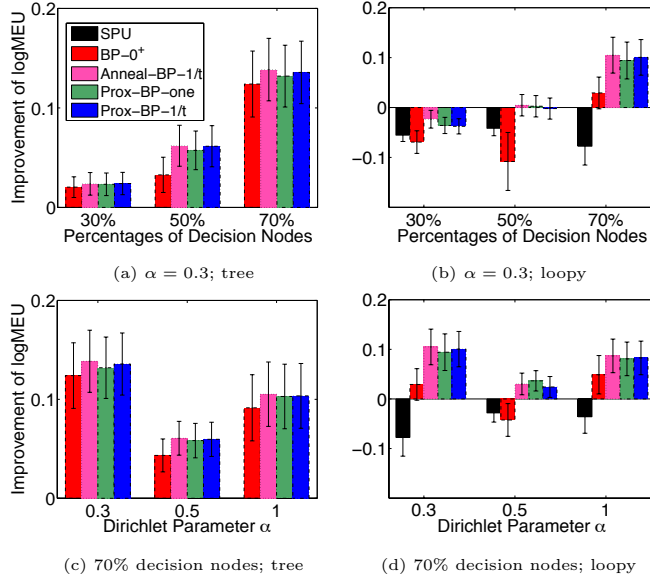 Improvement of logMEU
0.2
0.1
0
SPU
BP−0+
Anneal−BP−1/t
Prox−BP−one
Prox−BP−1/t
30%
50%
70%
Percentages of Decision Nodes
(a) α = 0.3; tree
0.2
0.1
0
−0.1
30%
50%
70%
Percentages of Decision Nodes
(b) α = 0.3; loopy
Improvement of logMEU
0.2
0.1
0
0.3
0.5
1
Dirichlet Parameter α
(c) 70% decision nodes; tree
0.2
0.1
0
−0.1
0.3
0.5
1
Dirichlet Parameter α
(d) 70% decision nodes; loopy